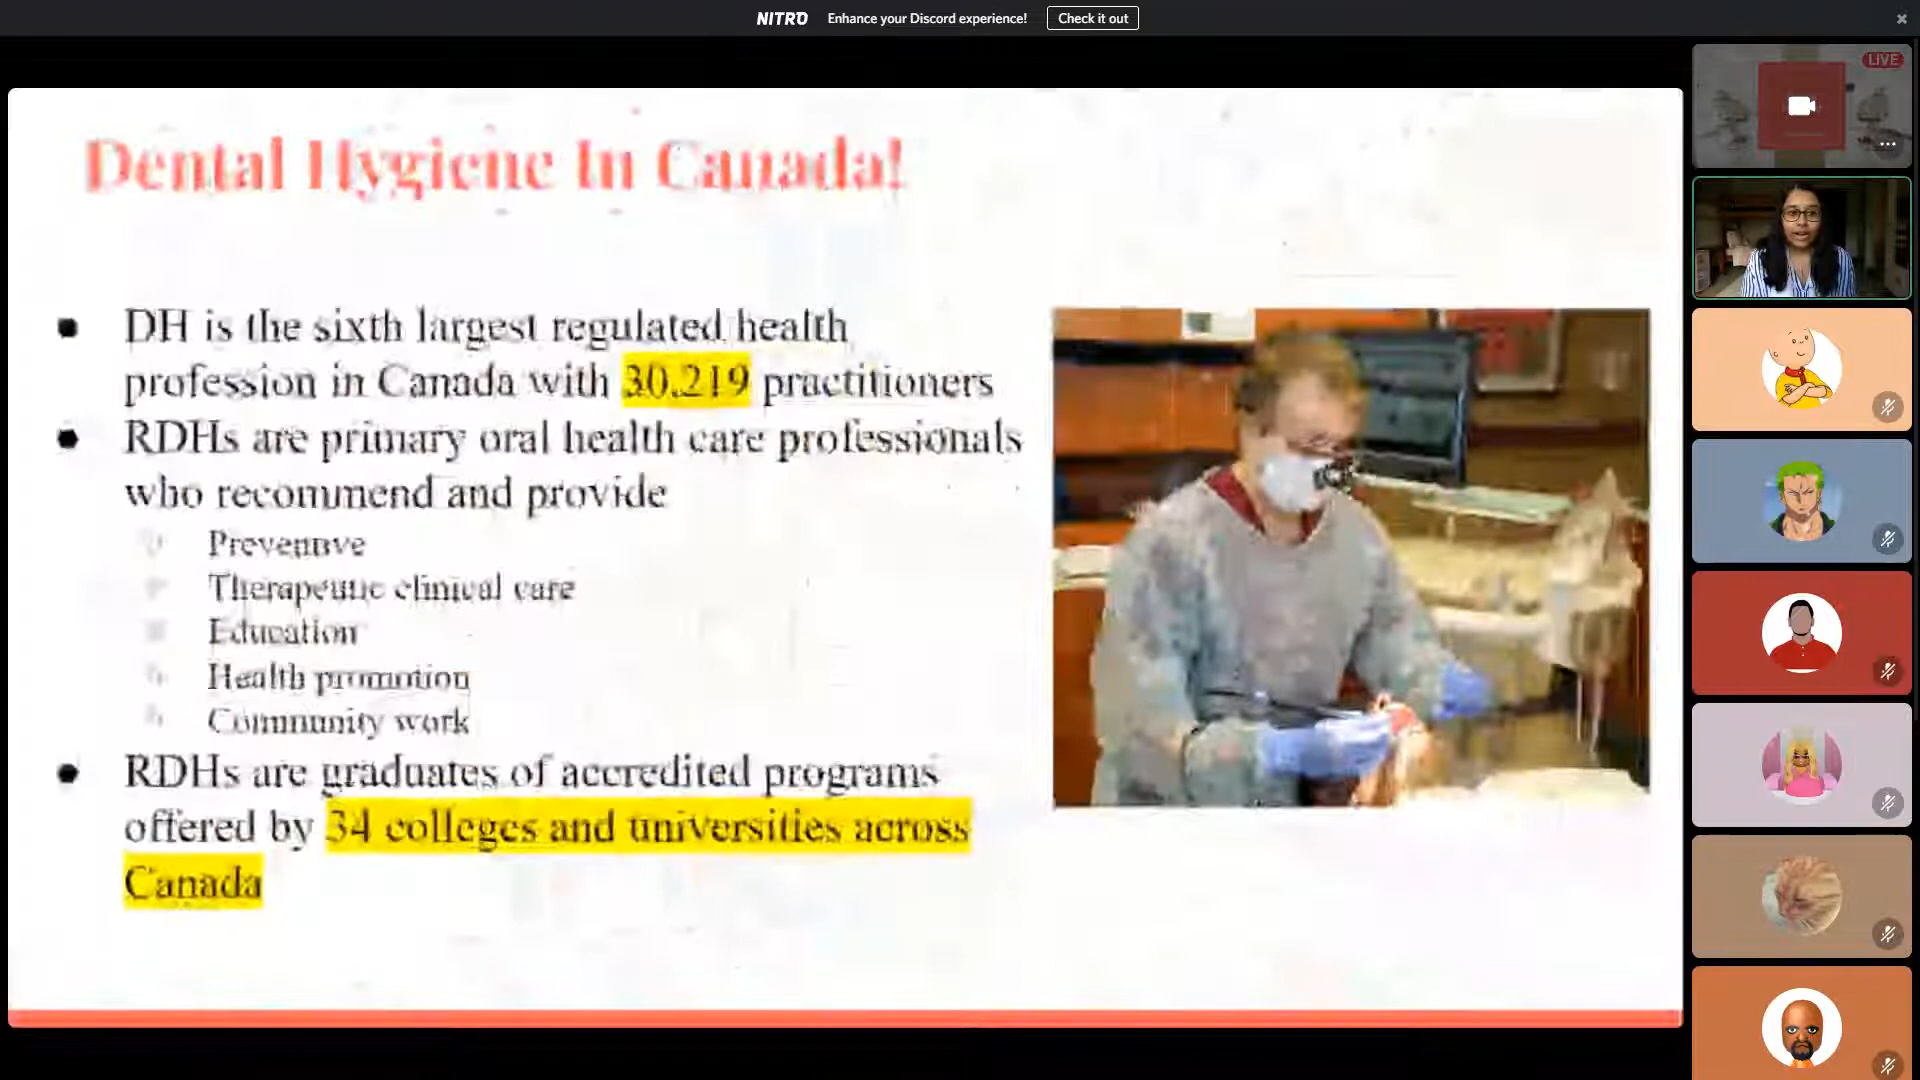 NITRO Enhance your Discord experience! Check it out
LIVE
Dental Hygiene In Canada!
DH is the sixth largest regulated health
profession in Canada with 30,219 practitioners
RDHs are primary oral health care professionals
who recommend and provide
Preventive
Therapeutic clinical care
Education
Health promotion
Community work
RDHs are graduates of accredited programs
offered by 34 colleges and universities across
Canada